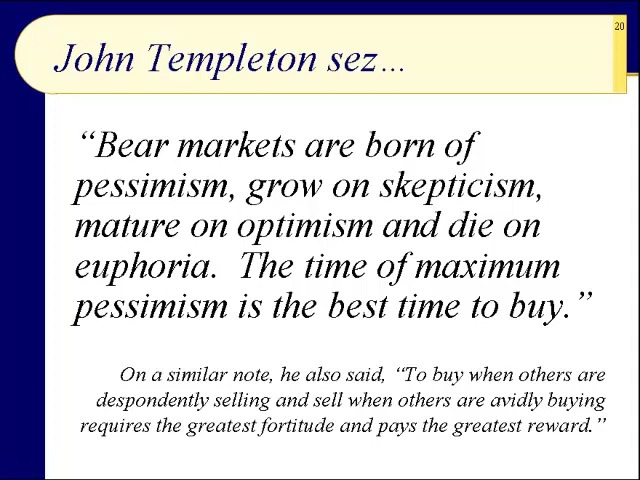 20
John Templeton sez…
“Bear markets are born of
pessimism, grow on skepticism,
mature on optimism and die on
euphoria.  The time of maximum
pessimism is the best time to buy.”
On a similar note, he also said, “To buy when others are
despondently selling and sell when others are avidly buying
requires the greatest fortitude and pays the greatest reward.”